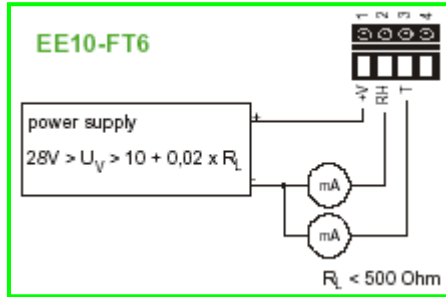 EE10-FT6
1 2 3 4
+V RH T
power supply
28V > UV > 10 + 0,02 x RL
+
-
mA
mA
RL < 500 Ohm